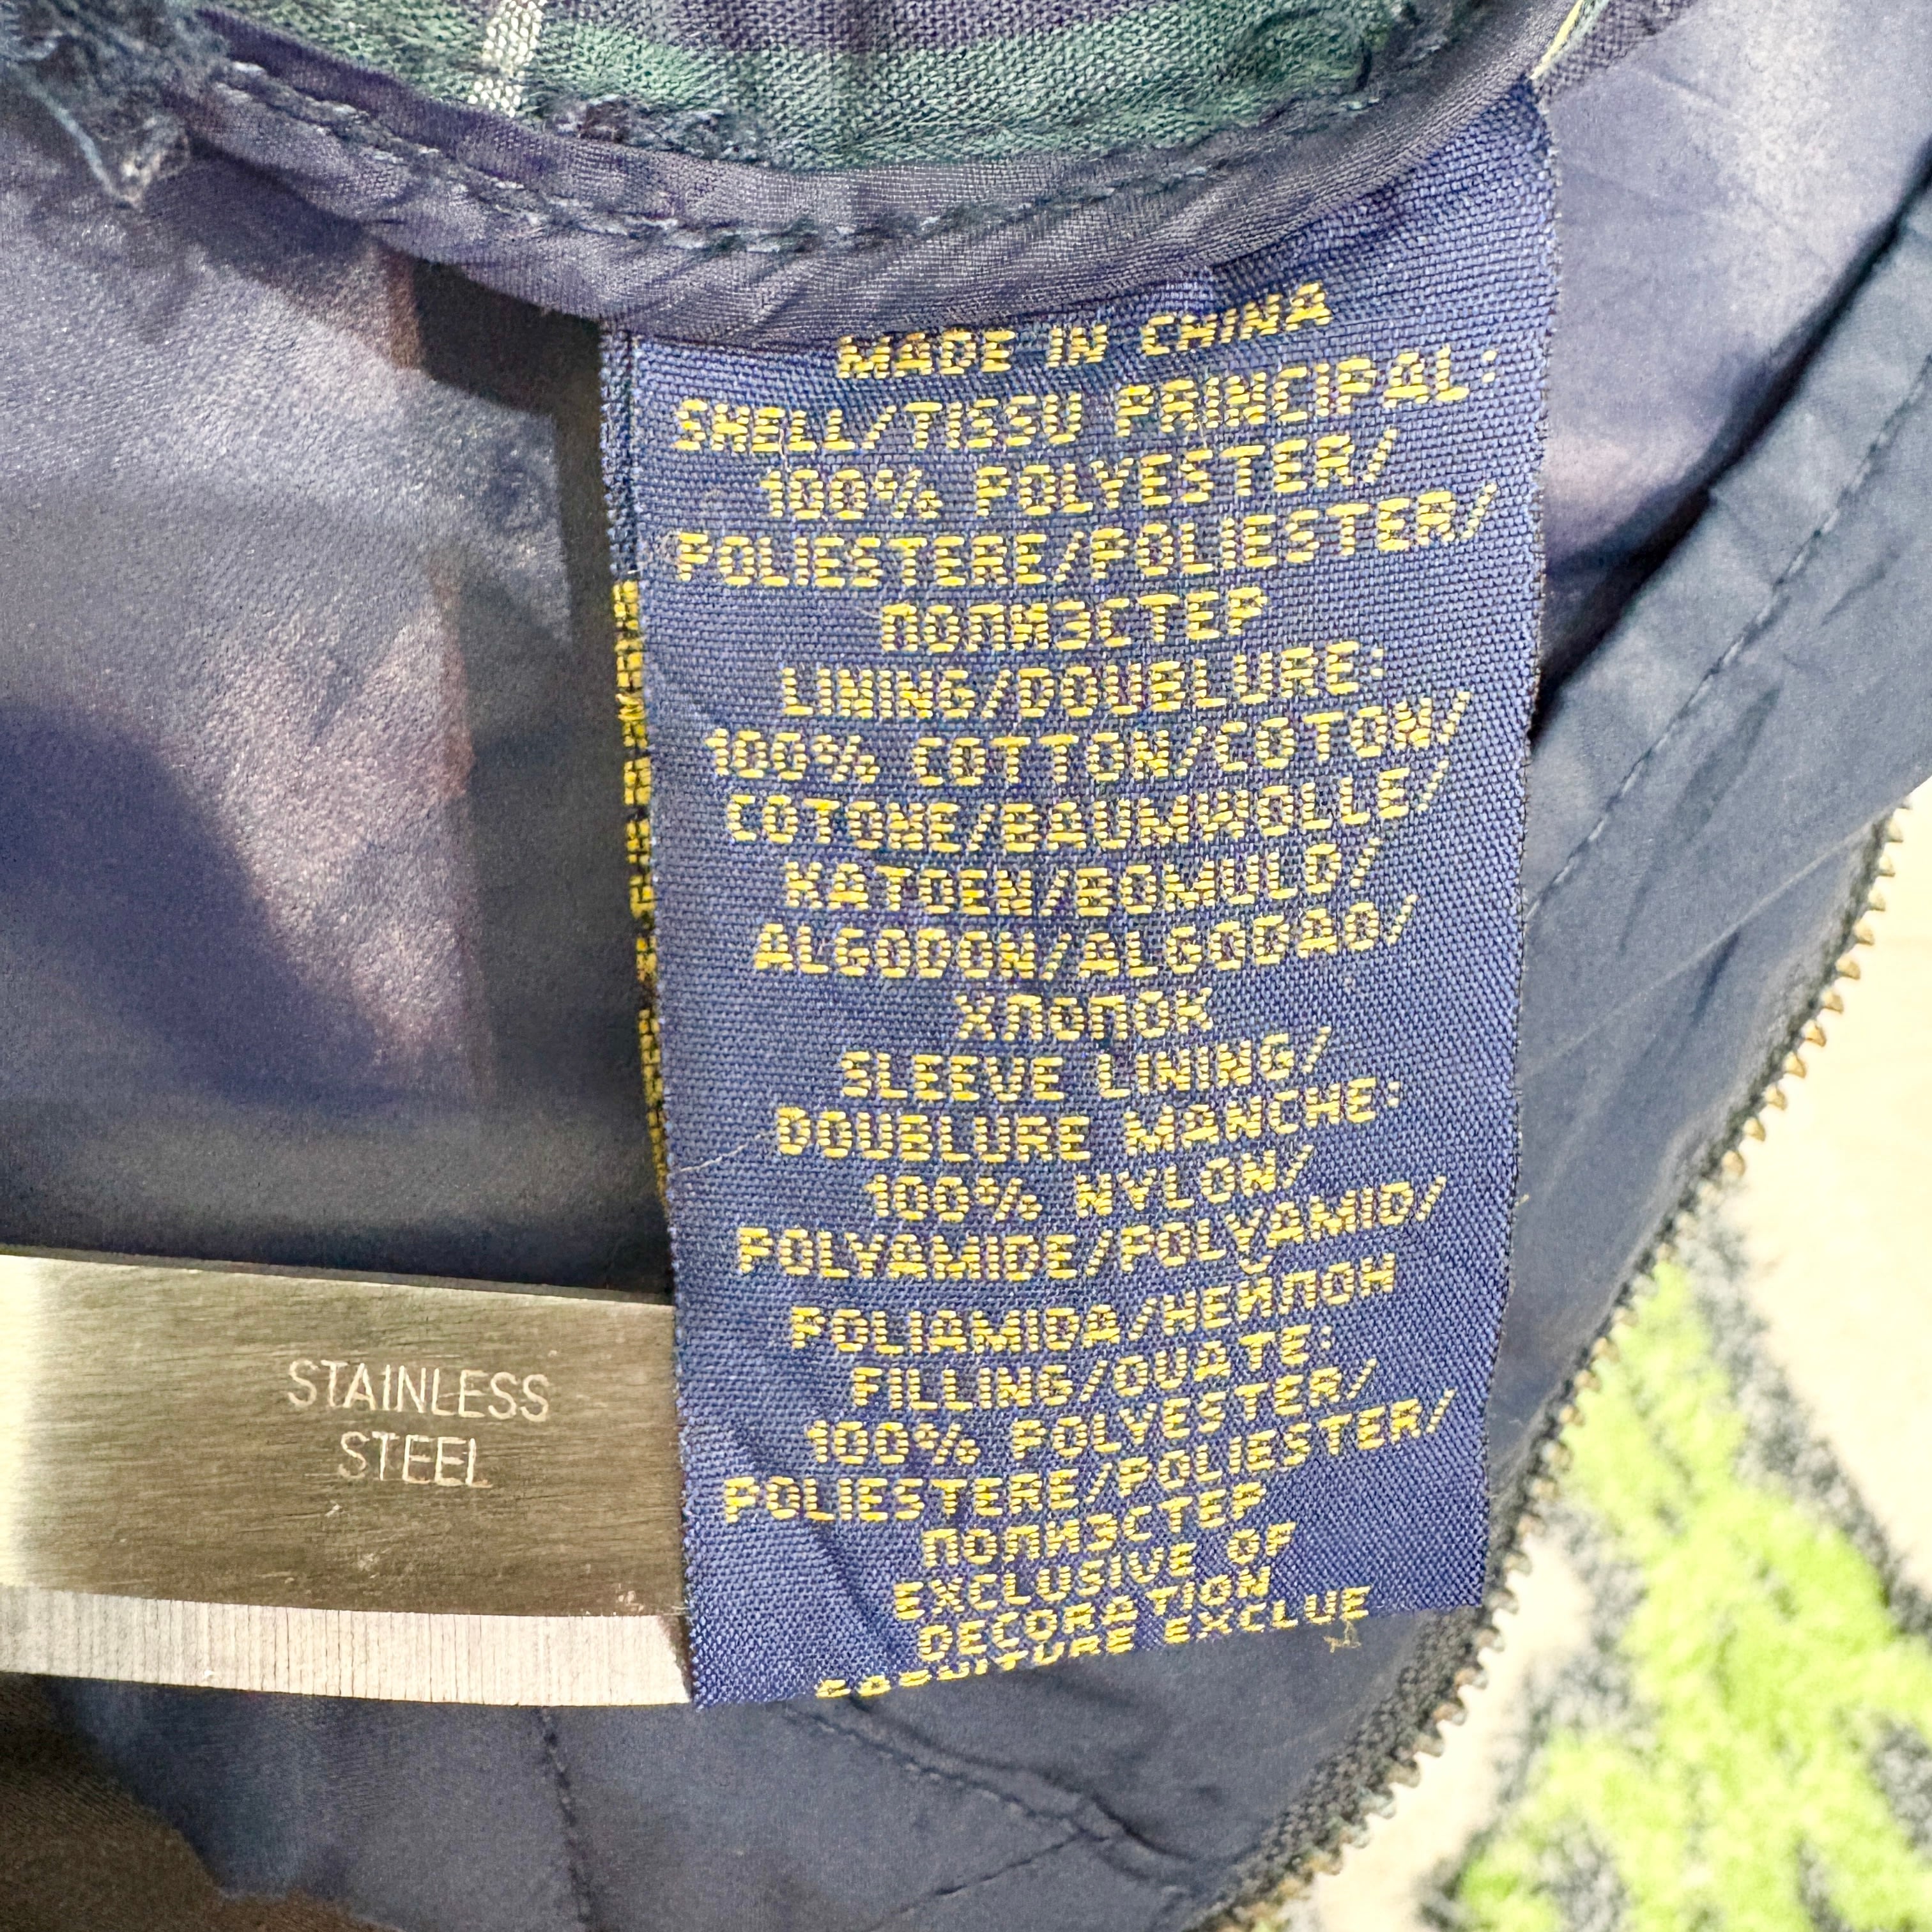 MADE IN CHINA
SHELL/TISSU PRINCIPAL:
100% POLYESTER/
POLIESTERE/POLIESTER/
ПОЛИЭСТЕР
LINING/DOUBLURE:
100% COTTON/COTON/
COTONE/BAUMWOLLE/
KATOEN/BOMULD/
ALGODON/ALGODAO/
ХЛОПОК
SLEEVE LINING/
DOUBLURE MANCHE:
100% NYLON/
POLYAMIDE/POLYAMID/
POLIAMIDA/НЕЙЛОН
FILLING/OUATE:
100% POLYESTER/
POLIESTERE/POLIESTER/
ПОЛИЭСТЕР
EXCLUSIVE OF
DECORATION
GARNITURE EXCLUE
STAINLESS
STEEL